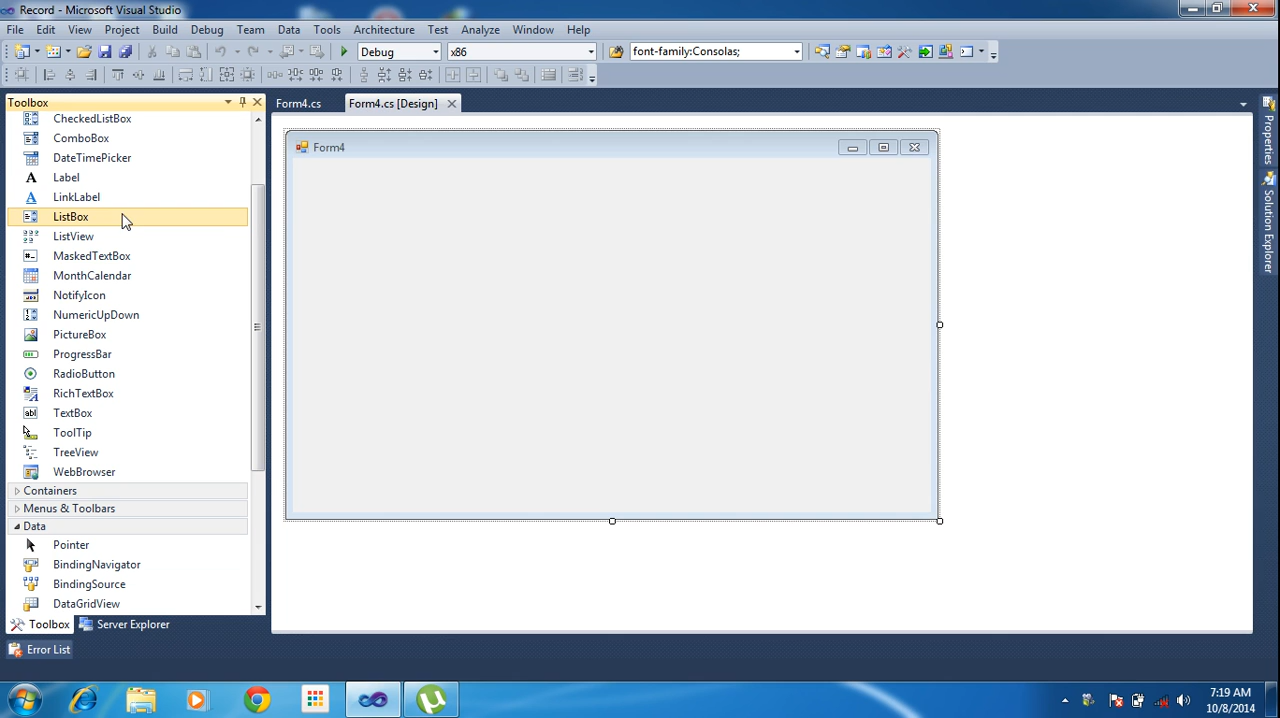 Record - Microsoft Visual Studio
File Edit View Project Build Debug Team Data Tools Architecture Test Analyze Window Help
Debug x86 font-family:Consolas;
Toolbox
Form4.cs Form4.cs [Design]
CheckedListBox
ComboBox
DateTimePicker
Label
LinkLabel
ListBox
ListView
MaskedTextBox
MonthCalendar
NotifyIcon
NumericUpDown
PictureBox
ProgressBar
RadioButton
RichTextBox
TextBox
ToolTip
TreeView
WebBrowser
Containers
Menus & Toolbars
Data
Pointer
BindingNavigator
BindingSource
DataGridView
Toolbox Server Explorer
Error List
Form4
Properties
Solution Explorer
7:19 AM
10/8/2014